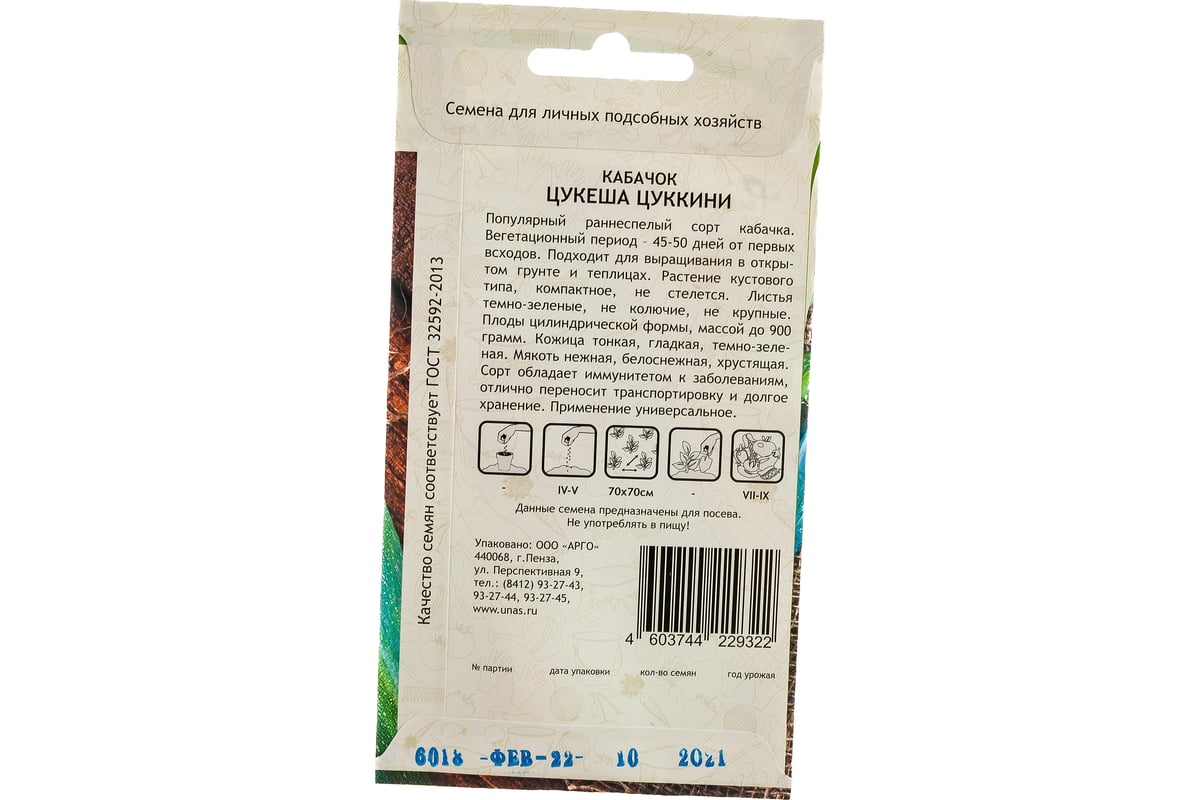 Семена для личных подсобных хозяйств
КАБАЧОК
ЦУКЕША ЦУККИНИ
Популярный раннеспелый сорт кабачка.
Вегетационный период - 45-50 дней от первых
всходов. Подходит для выращивания в откры-
том грунте и теплицах. Растение кустового
типа, компактное, не стелется. Листья
темно-зеленые, не колючие, не крупные.
Плоды цилиндрической формы, массой до 900
грамм. Кожица тонкая, гладкая, темно-зеле-
ная. Мякоть нежная, белоснежная, хрустящая.
Сорт обладает иммунитетом к заболеваниям,
отлично переносит транспортировку и долгое
хранение. Применение универсальное.
- IV-V 70x70см - VII-IX
Данные семена предназначены для посева.
Не употреблять в пищу!
Упаковано: ООО «АРГО»
440068, г.Пенза,
ул. Перспективная 9,
тел.: (8412) 93-27-43,
93-27-44, 93-27-45,
www.unas.ru
4 603744 229322
№ партии дата упаковки кол-во семян год урожая
6018 -ФЕВ-22- 10 2021
Качество семян соответствует ГОСТ 32592-2013